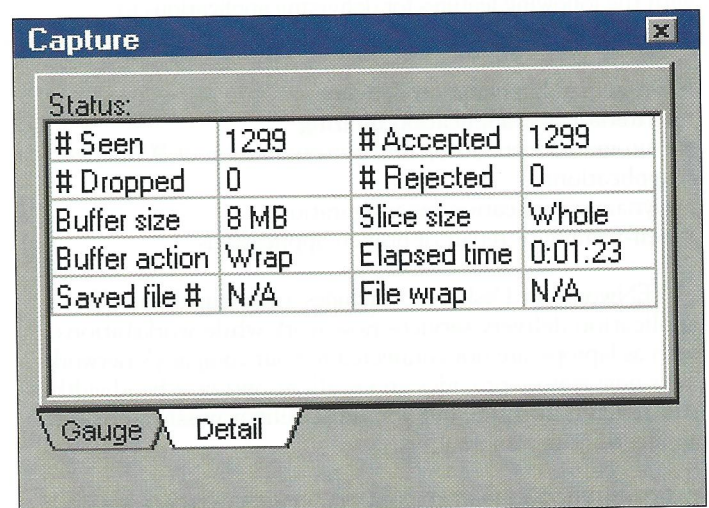 Capture
Status:
# Seen 1299 # Accepted 1299
# Dropped 0 # Rejected 0
Buffer size 8 MB Slice size Whole
Buffer action Wrap Elapsed time 0:01:23
Saved file # N/A File wrap N/A
Gauge Detail